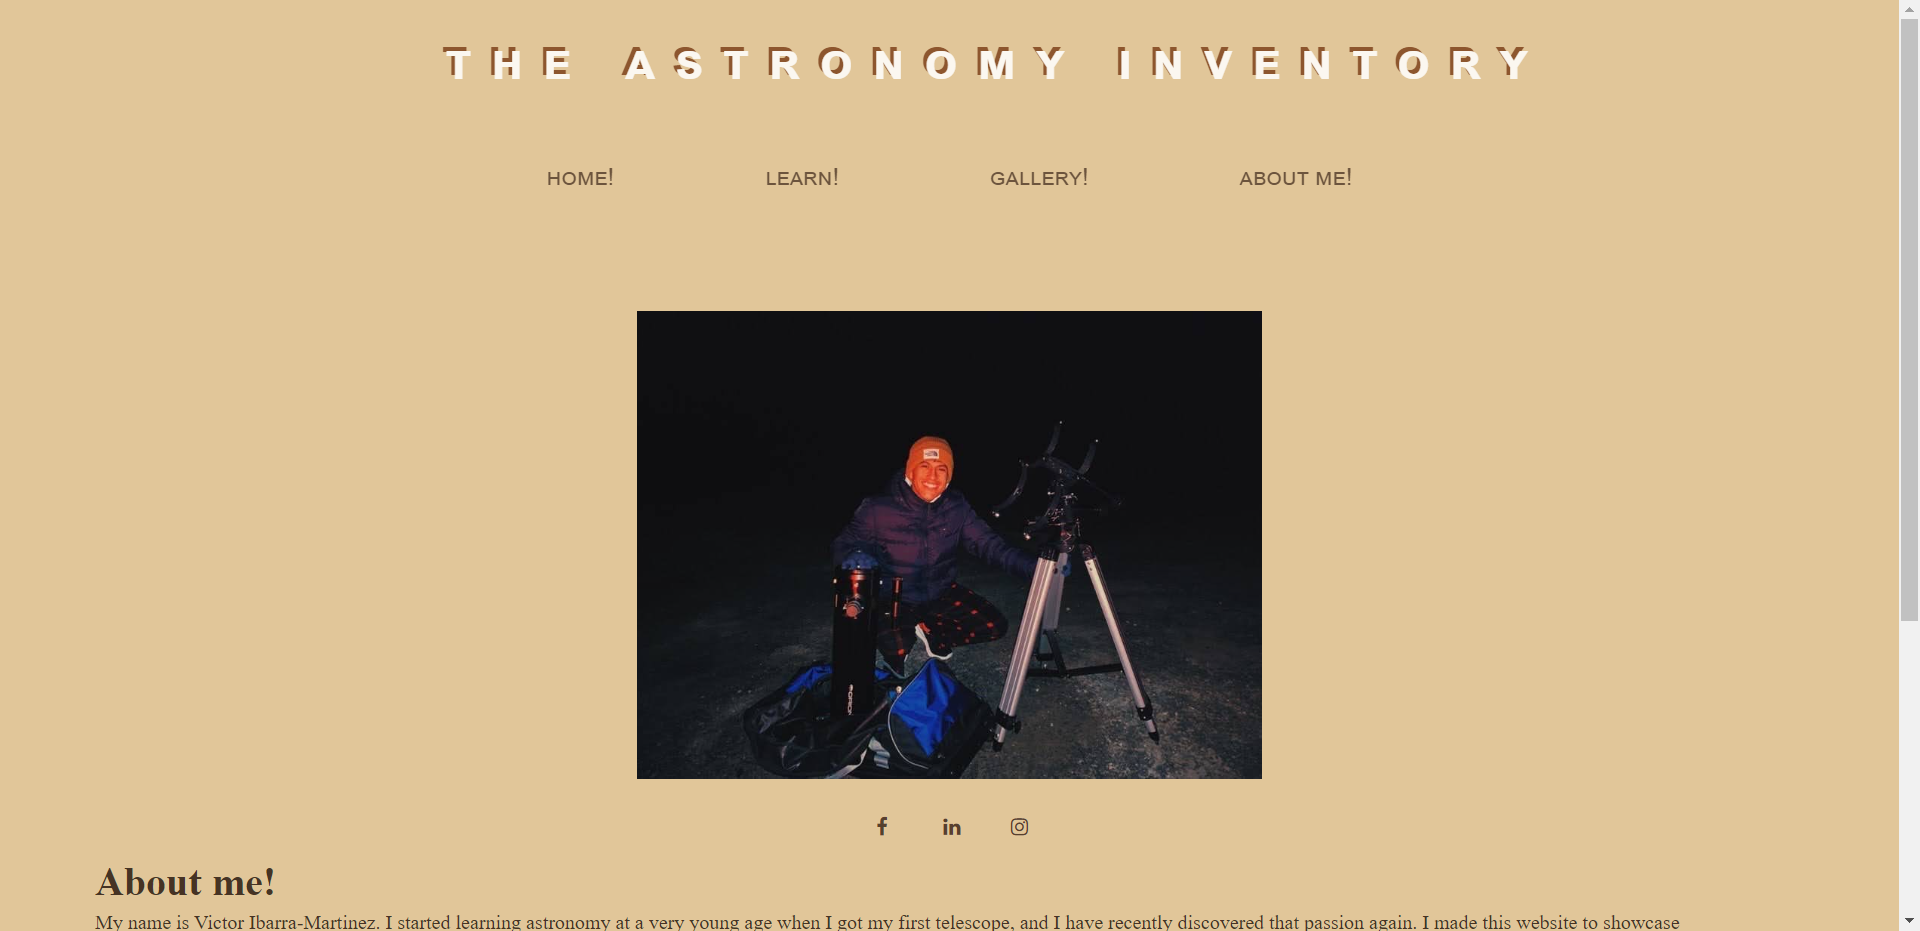 THE ASTRONOMY INVENTORY
HOME! LEARN! GALLERY! ABOUT ME!
ORION
About me!
My name is Victor Ibarra-Martinez. I started learning astronomy at a very young age when I got my first telescope, and I have recently discovered that passion again. I made this website to showcase